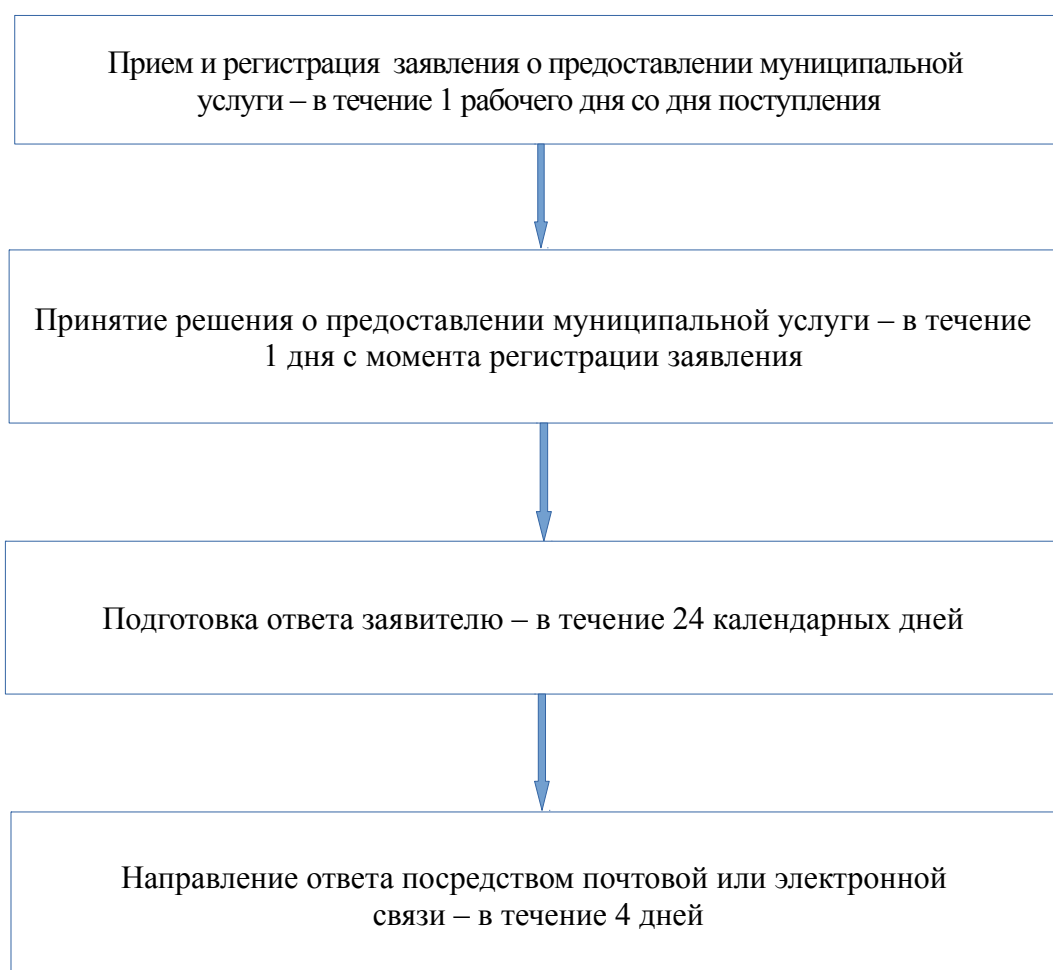 Прием и регистрация  заявления о предоставлении муниципальной
услуги – в течение 1 рабочего дня со дня поступления
Принятие решения о предоставлении муниципальной услуги – в течение
1 дня с момента регистрации заявления
Подготовка ответа заявителю – в течение 24 календарных дней
Направление ответа посредством почтовой или электронной
связи – в течение 4 дней